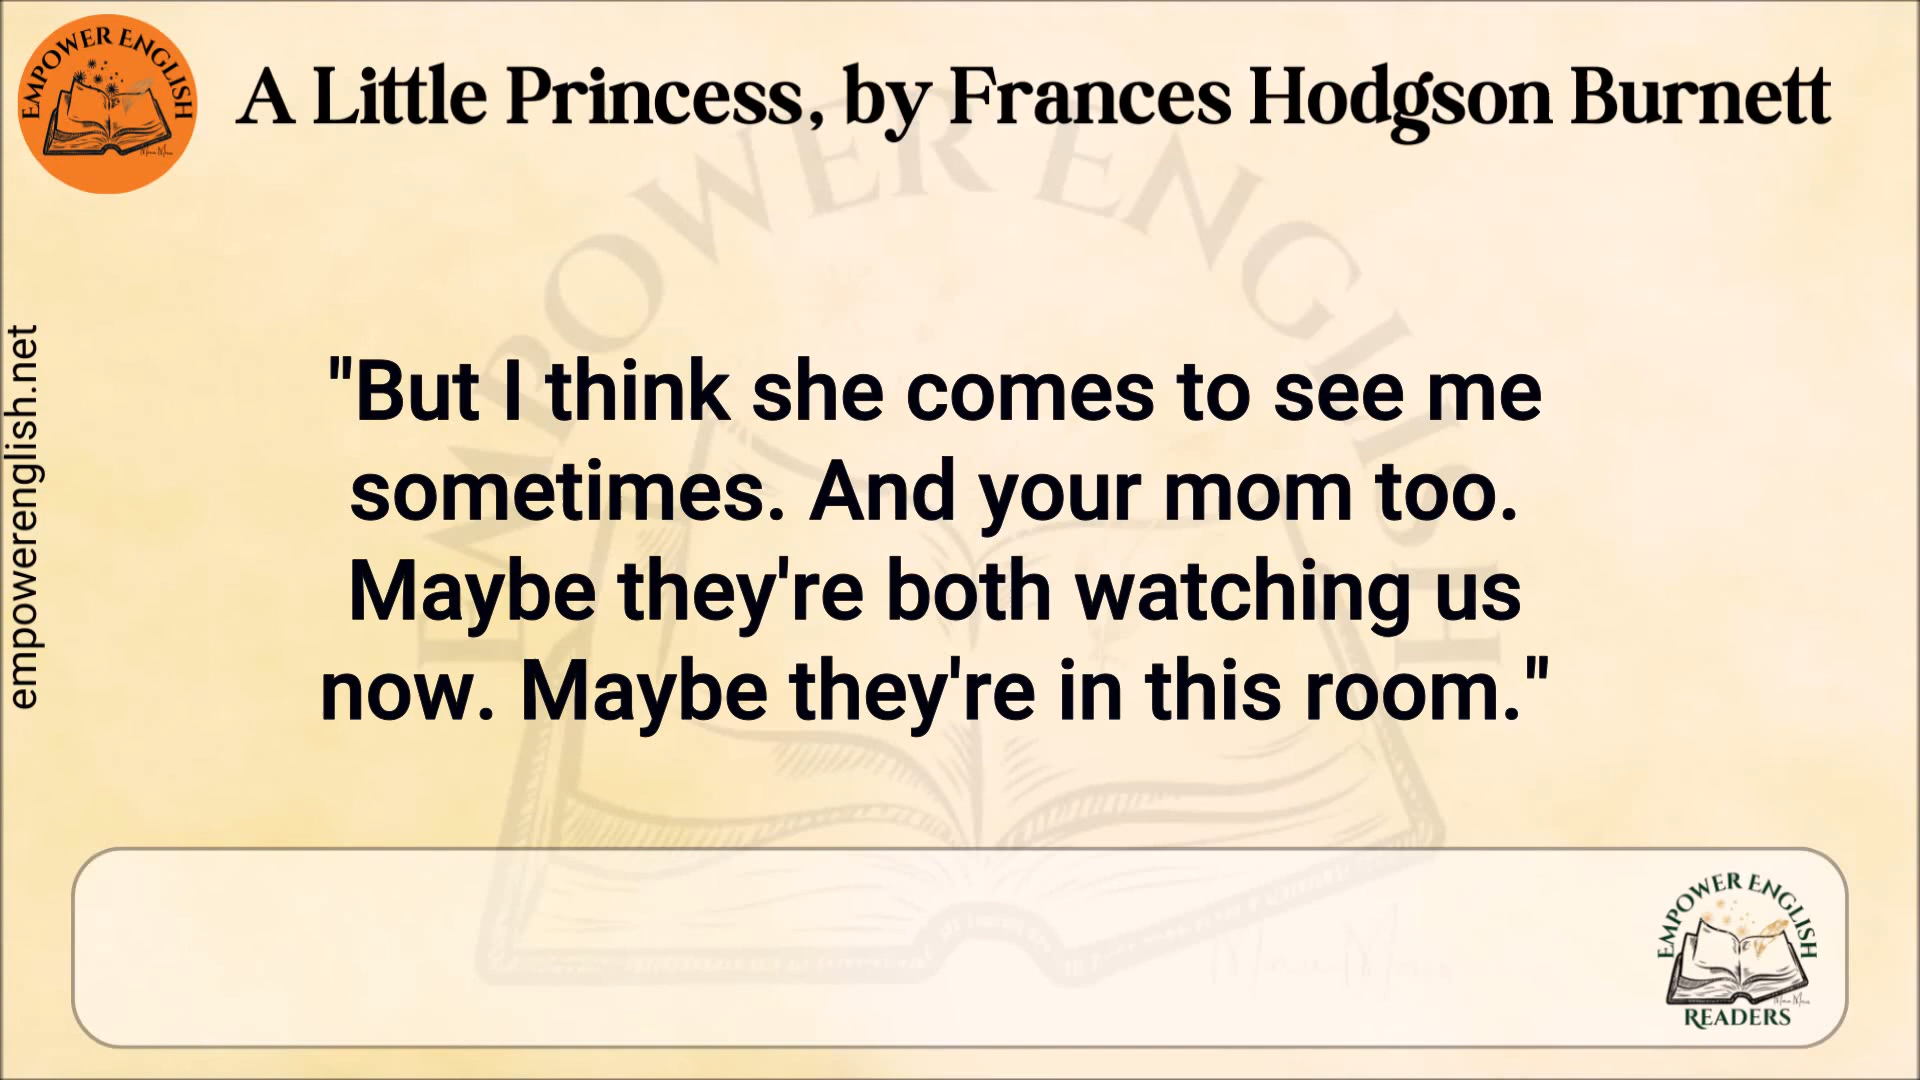 EMPOWER ENGLISH
A Little Princess, by Frances Hodgson Burnett
empowerenglish.net
EMPOWER ENGLISH
"But I think she comes to see me
sometimes. And your mom too.
Maybe they're both watching us
now. Maybe they're in this room."
EMPOWER ENGLISH
READERS